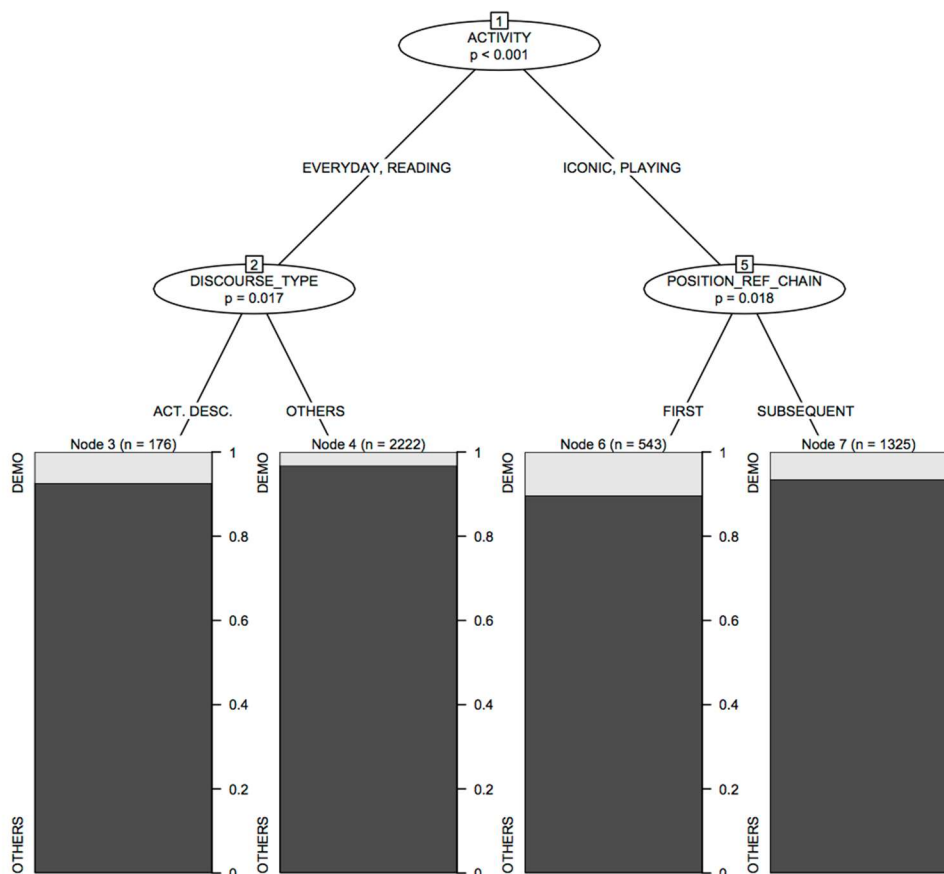 1
ACTIVITY
p < 0.001
EVERYDAY, READING
ICONIC, PLAYING
2
DISCOURSE_TYPE
p = 0.017
5
POSITION_REF_CHAIN
p = 0.018
ACT. DESC.
OTHERS
FIRST
SUBSEQUENT
Node 3 (n = 176)
DEMO
OTHERS
1
0.8
0.6
0.4
0.2
0
Node 4 (n = 2222)
DEMO
OTHERS
1
0.8
0.6
0.4
0.2
0
Node 6 (n = 543)
DEMO
OTHERS
1
0.8
0.6
0.4
0.2
0
Node 7 (n = 1325)
DEMO
OTHERS